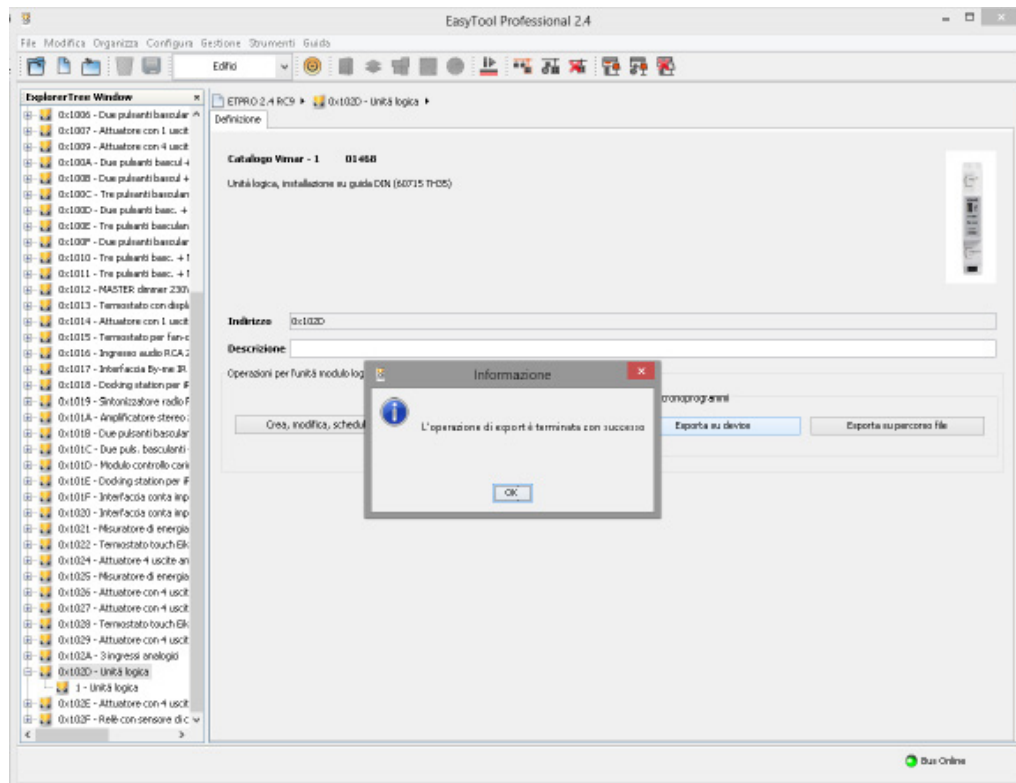 EasyTool Professional 2.4
File Modifica Organizza Configura Gestione Strumenti Guida
Edifici
ExplorerTree Window
0x1006 - Due pulsanti bascular
0x1007 - Attuatore con 1 uscit
0x1009 - Attuatore con 4 uscit
0x100A - Due pulsanti bascul +
0x100B - Due pulsanti bascul +
0x100C - Tre pulsanti basculan
0x100D - Due pulsanti basc. +
0x100E - Tre pulsanti basculan
0x100F - Due pulsanti bascular
0x1010 - Tre pulsanti basc. + 1
0x1011 - Tre pulsanti basc. + 1
0x1012 - MASTER dimmer 230V
0x1013 - Termostato con displa
0x1014 - Attuatore con 1 uscit
0x1015 - Termostato per fan-c
0x1016 - Ingresso audio RCA 2
0x1017 - Interfaccia By-me IR
0x1018 - Docking station per iF
0x1019 - Sintonizzatore radio F
0x101A - Amplificatore stereo
0x101B - Due pulsanti bascular
0x101C - Due puls. basculanti
0x101D - Modulo controllo cari
0x101E - Docking station per iF
0x101F - Interfaccia conta imp
0x1020 - Interfaccia conta imp
0x1021 - Misuratore di energia
0x1022 - Termostato touch Eik
0x1024 - Attuatore 4 uscite an
0x1025 - Misuratore di energia
0x1026 - Attuatore con 4 uscit
0x1027 - Attuatore con 4 uscit
0x1028 - Termostato touch Eik
0x1029 - Attuatore con 4 uscit
0x102A - 3 ingressi analogici
0x102D - Unità logica
1 - Unità logica
0x102E - Attuatore con 4 uscit
0x102F - Relè con sensore di c
ETPRO 2.4 RC9 0x102D - Unità logica
Definizione
Catalogo Vimar - 1 01468
Unità logica, installazione su guida DIN (60715 TH35)
Indirizzo 0x102D
Descrizione
Operazioni per l'unità modulo log
cronoprogrammi
Crea, modifica, schedul
Esporta su device
Esporta su percorso file
Informazione
L'operazione di export è terminata con successo
OK
Bus Online